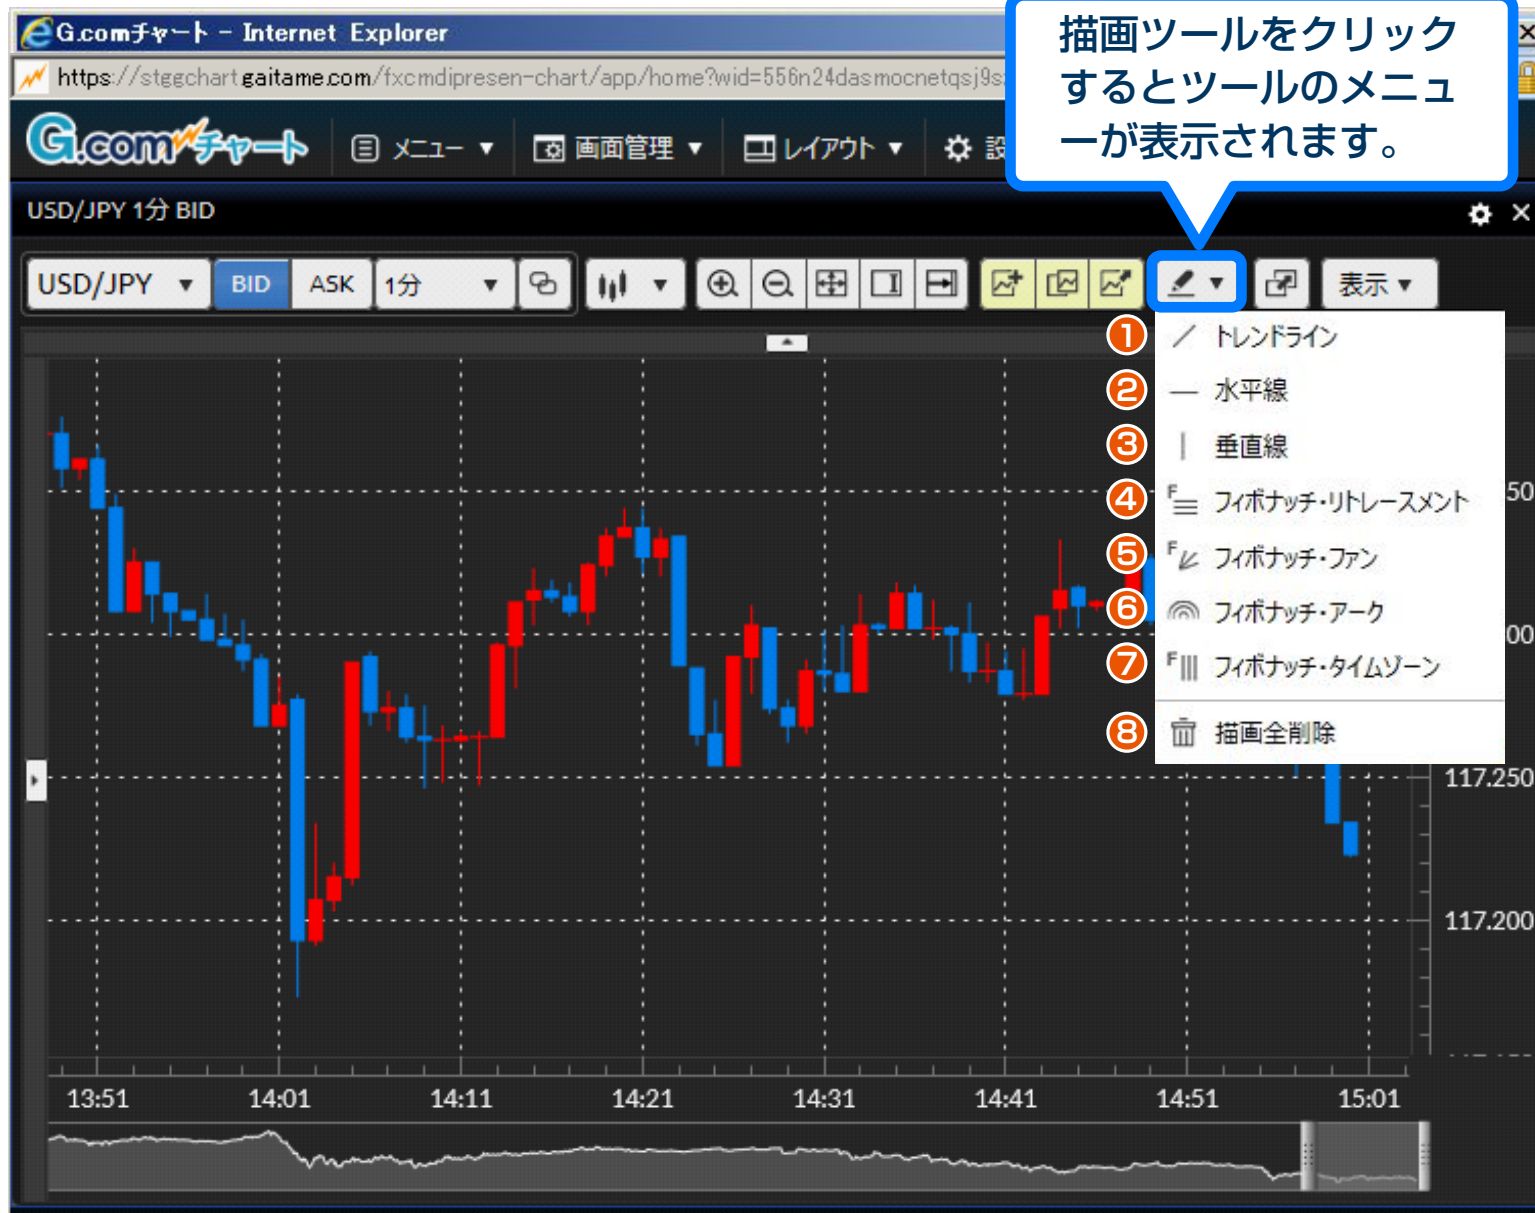 G.comチャート - Internet Explorer
https://stggchart.gaitame.com/fxcmdipresen-chart/app/home?wid=556n24dasmocnetqsj9s
描画ツールをクリック
するとツールのメニュ
ーが表示されます。
G.comチャート メニュー ▼ 画面管理 ▼ レイアウト ▼ 設
USD/JPY 1分 BID
USD/JPY ▼ BID ASK 1分 ▼ ▼ ▼ 表示 ▼
1 トレンドライン
2 水平線
3 垂直線
4 フィボナッチ・リトレースメント
5 フィボナッチ・ファン
6 フィボナッチ・アーク
7 フィボナッチ・タイムゾーン
8 描画全削除
50
00
117.250
117.200
13:51 14:01 14:11 14:21 14:31 14:41 14:51 15:01